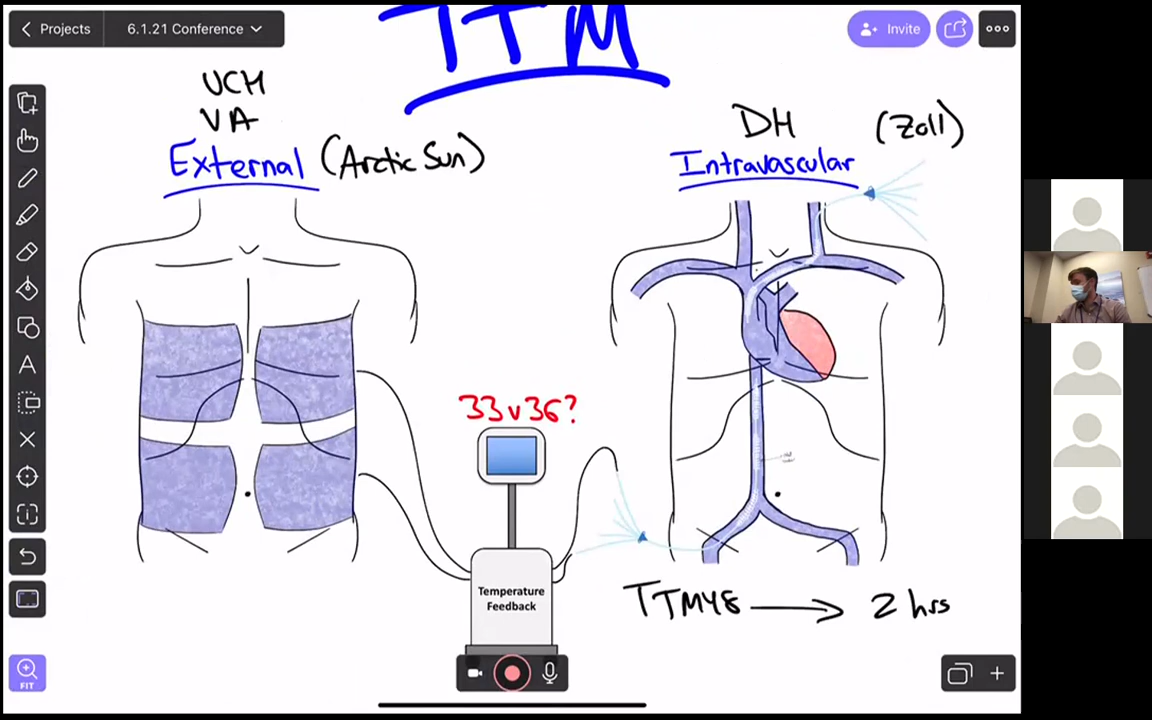 Projects
6.1.21 Conference
Invite
TTM
UCH
VA
External (Arctic Sun)
DH (Zoll)
Intravascular
33 v 36?
Temperature
Feedback
TTM48 → 2 hrs
A
FIT